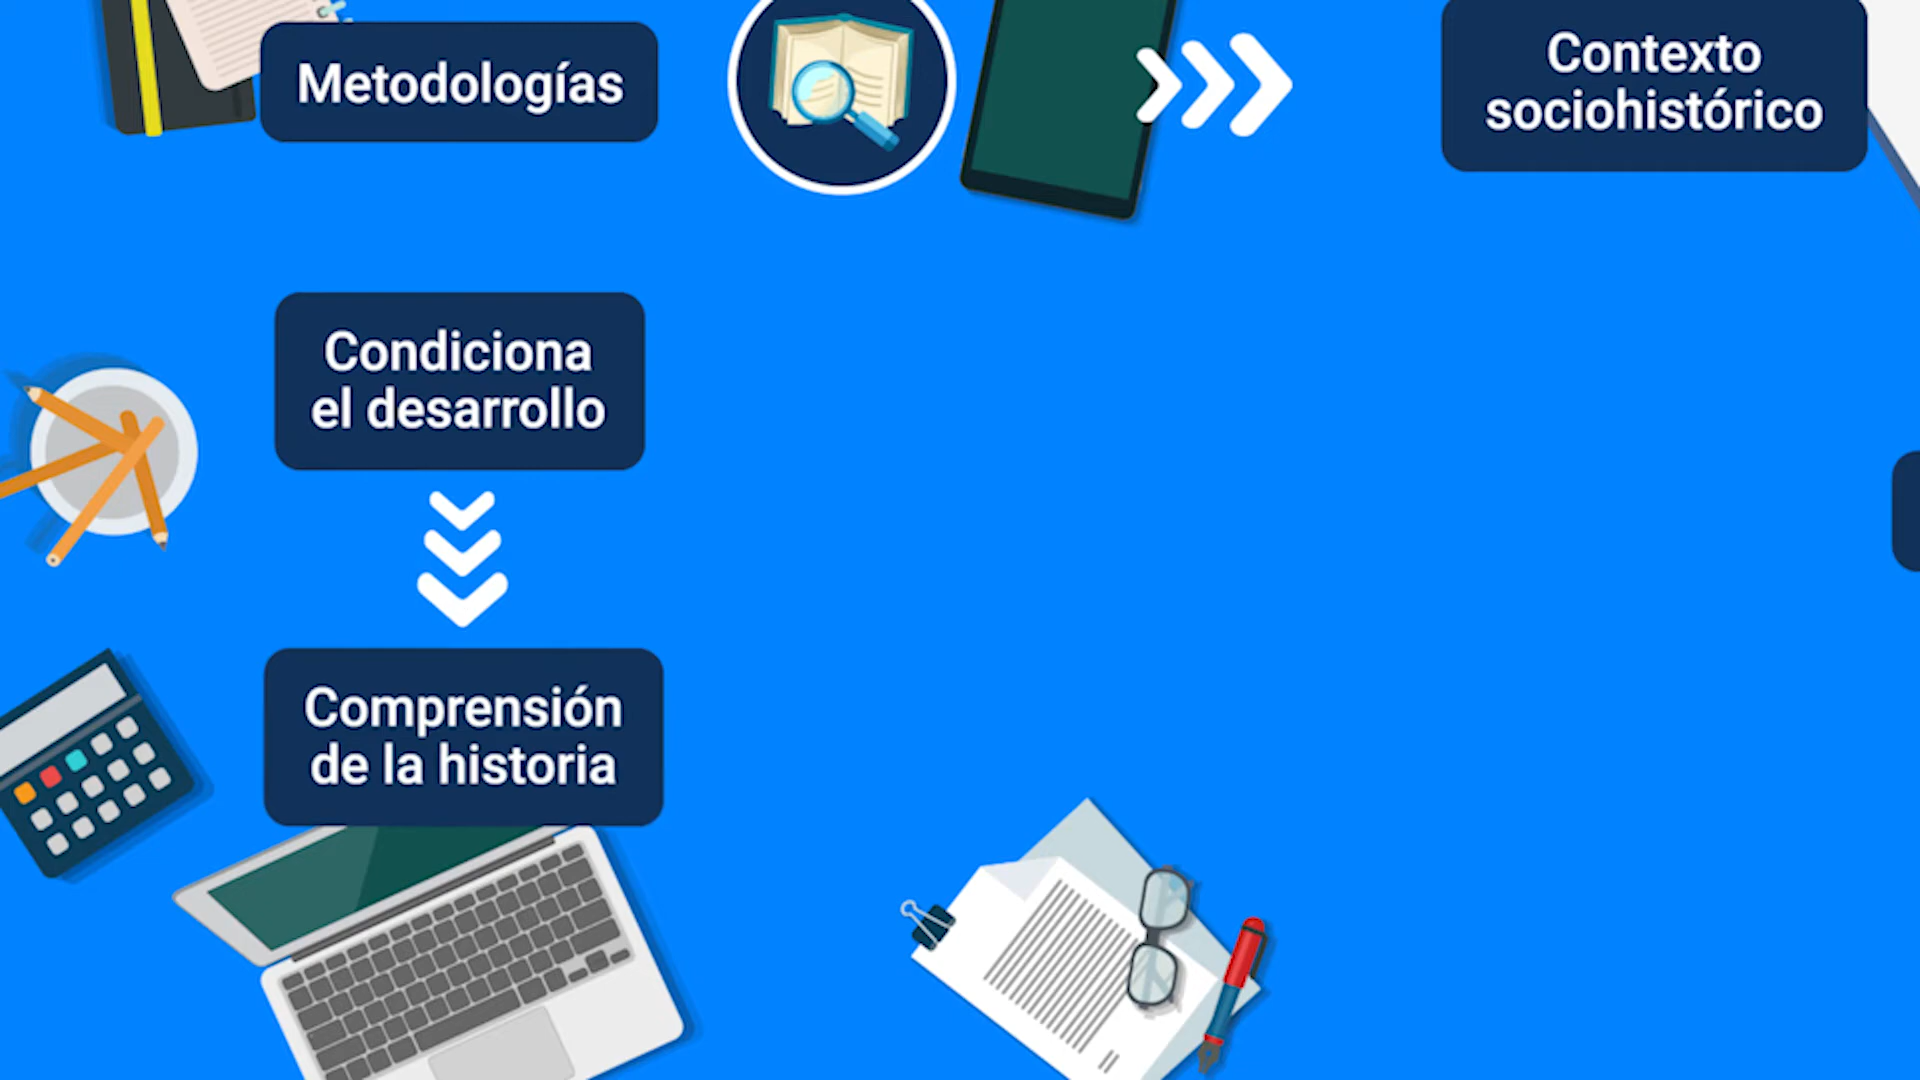 Metodologías
Contexto
sociohistórico
Condiciona
el desarrollo
Comprensión
de la historia